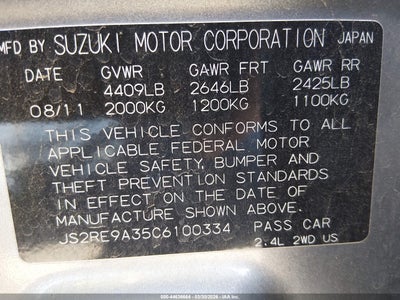 MFD BY SUZUKI MOTOR CORPORATION JAPAN
DATE GVWR GAWR FRT GAWR RR
4409LB 2646LB 2425LB
08/11 2000KG 1200KG 1100KG
THIS VEHICLE CONFORMS TO ALL
APPLICABLE FEDERAL MOTOR
VEHICLE SAFETY, BUMPER AND
THEFT PREVENTION STANDARDS
IN EFFECT ON THE DATE OF
MANUFACTURE SHOWN ABOVE.
JS2RE9A35C6100334 PASS CAR
2.4L 2WD US